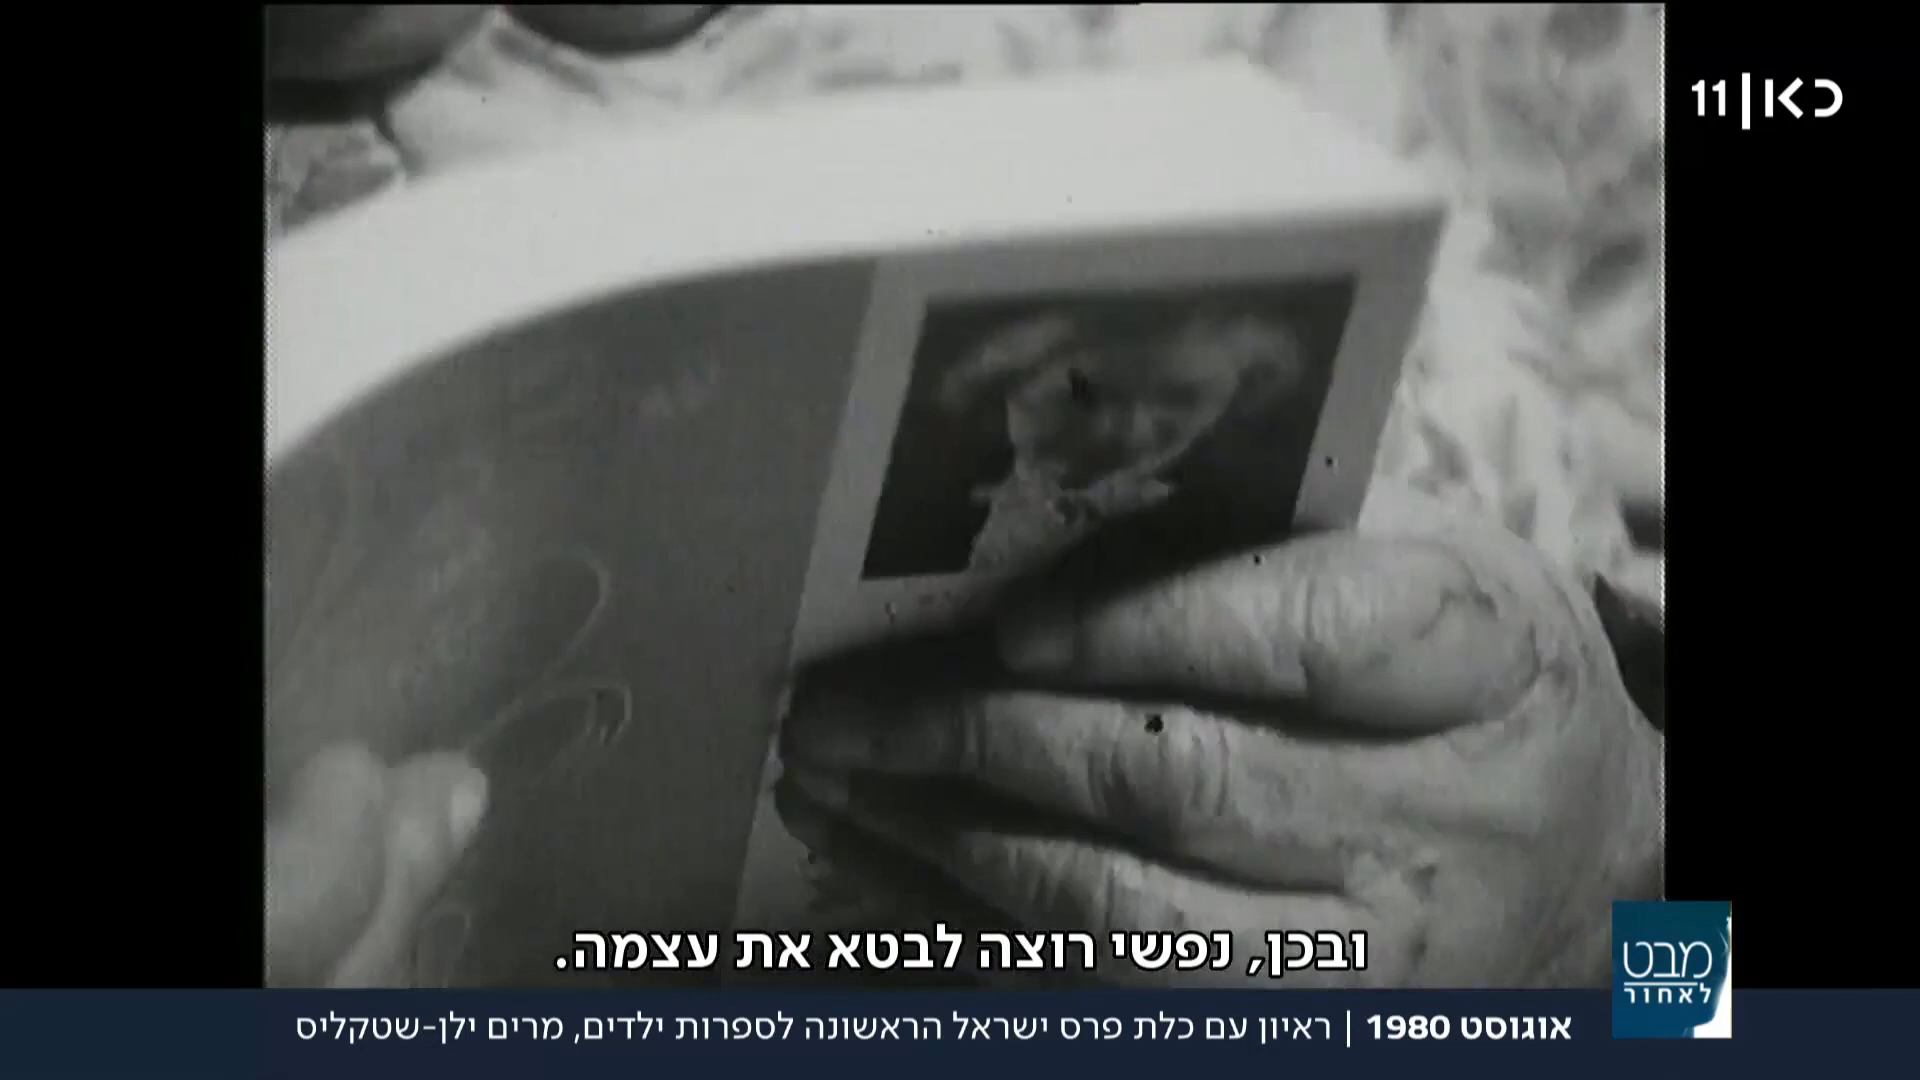 כאן|11
ובכן, נפשי רוצה לבטא את עצמה.
מבט
לאחור
אוגוסט 1980 | ראיון עם כלת פרס ישראל הראשונה לספרות ילדים, מרים ילן-שטקליס